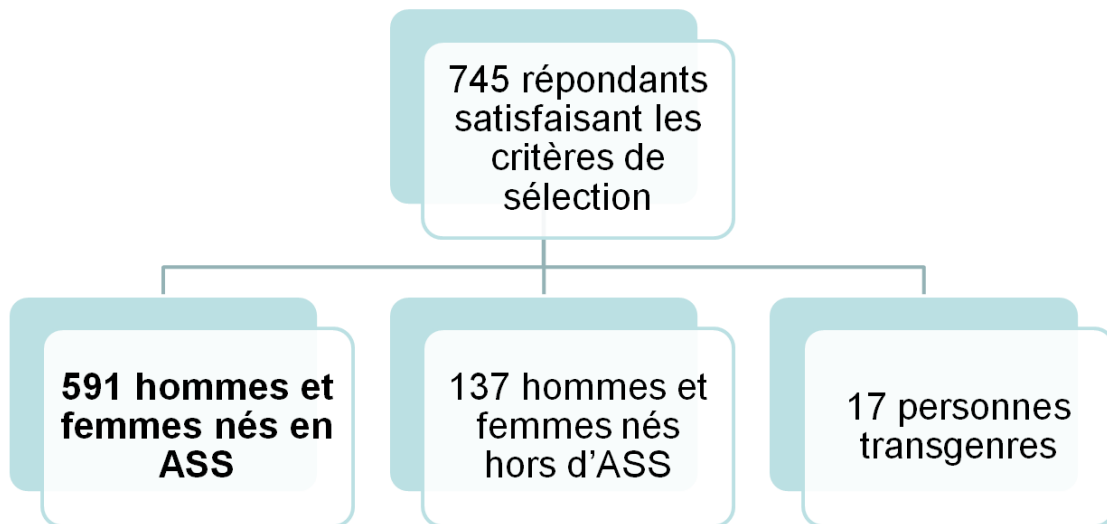 745 répondants
satisfaisant les
critères de
sélection
591 hommes et
femmes nés en
ASS
137 hommes et
femmes nés
hors d’ASS
17 personnes
transgenres